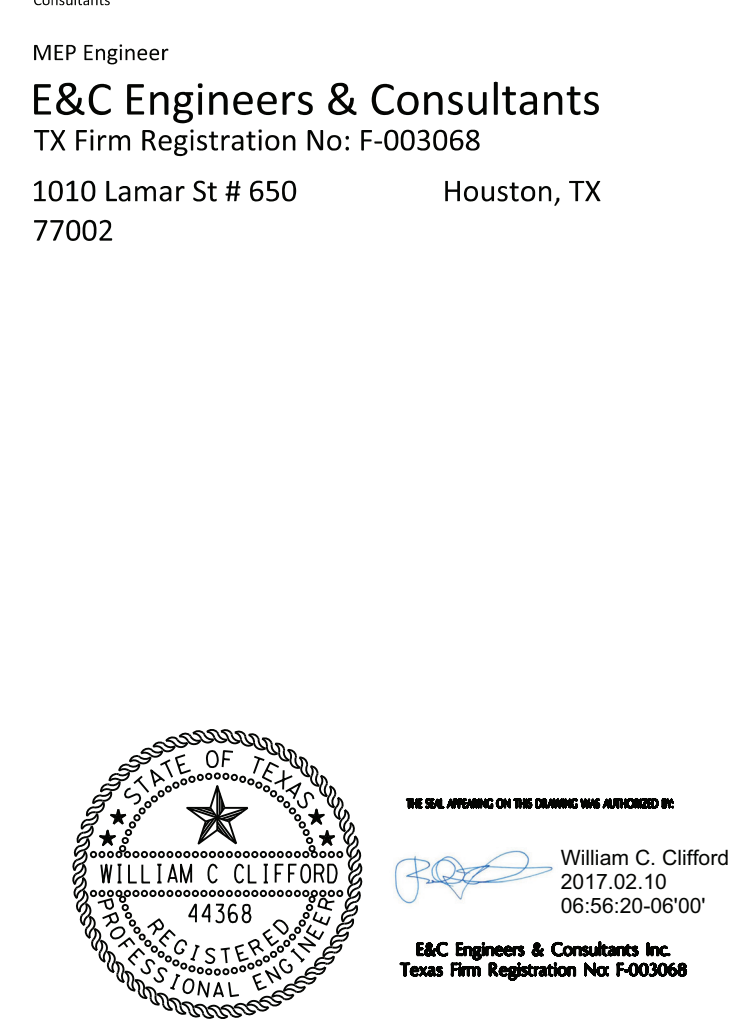 Consultants
MEP Engineer
E&C Engineers & Consultants
TX Firm Registration No: F-003068
1010 Lamar St # 650 Houston, TX
77002
STATE OF TEXAS
WILLIAM C CLIFFORD
44368
REGISTERED
PROFESSIONAL ENGINEER
THE SEAL APPEARING ON THIS DRAWING WAS AUTHORIZED BY:
William C. Clifford
2017.02.10
06:56:20-06'00'
E&C Engineers & Consultants Inc.
Texas Firm Registration No: F-003068